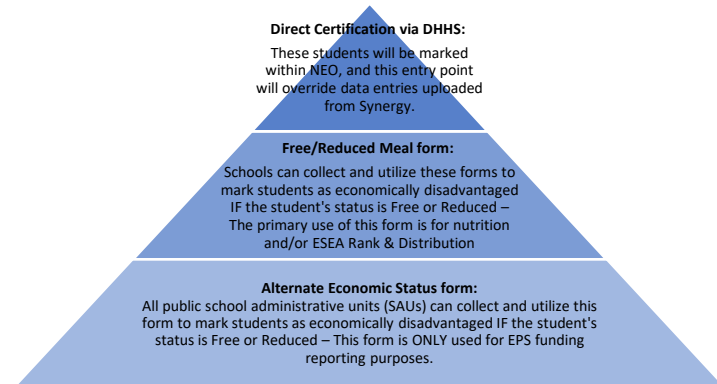 Direct Certification via DHHS:
These students will be marked
within NEO, and this entry point
will override data entries uploaded
from Synergy.
Free/Reduced Meal form:
Schools can collect and utilize these forms to
mark students as economically disadvantaged
IF the student's status is Free or Reduced –
The primary use of this form is for nutrition
and/or ESEA Rank & Distribution
Alternate Economic Status form:
All public school administrative units (SAUs) can collect and utilize this
form to mark students as economically disadvantaged IF the student's
status is Free or Reduced – This form is ONLY used for EPS funding
reporting purposes.